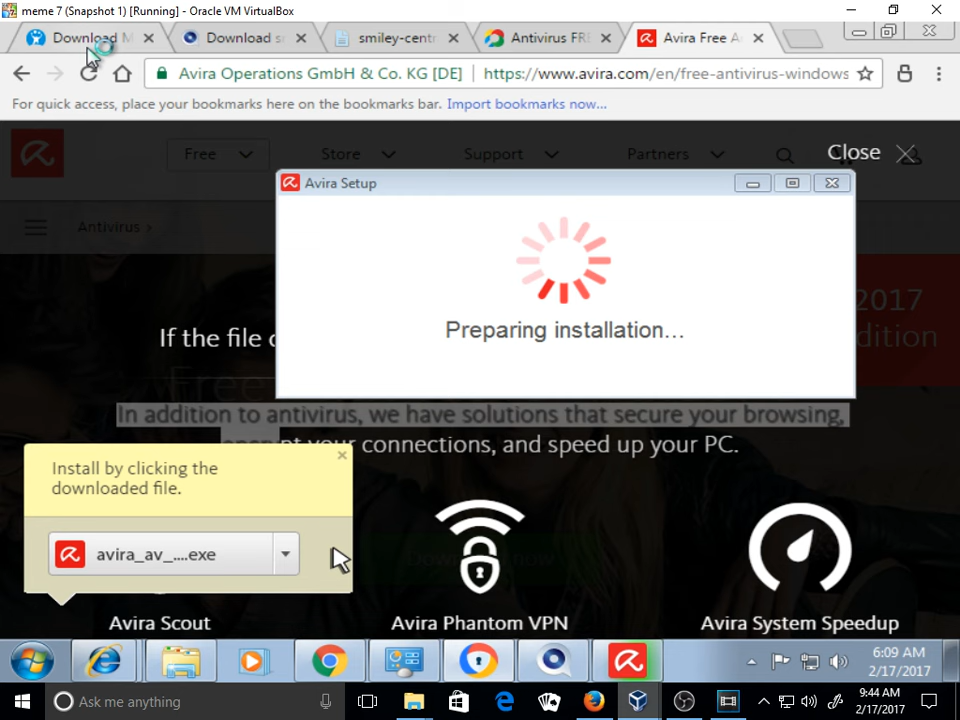 meme 7 (Snapshot 1) [Running] - Oracle VM VirtualBox
Download M
Download s
smiley-centr
Antivirus FRE
Avira Free A
Avira Operations GmbH & Co. KG [DE]
https://www.avira.com/en/free-antivirus-windows
For quick access, place your bookmarks here on the bookmarks bar. Import bookmarks now...
Free
Store
Support
Partners
Close
Avira Setup
Antivirus
Preparing installation...
2017
dition
If the file
Free
In addition to antivirus, we have solutions that secure your browsing,
your connections, and speed up your PC.
Install by clicking the
downloaded file.
avira_av_....exe
Avira Scout
Avira Phantom VPN
Avira System Speedup
6:09 AM
2/17/2017
Ask me anything
9:44 AM
2/17/2017